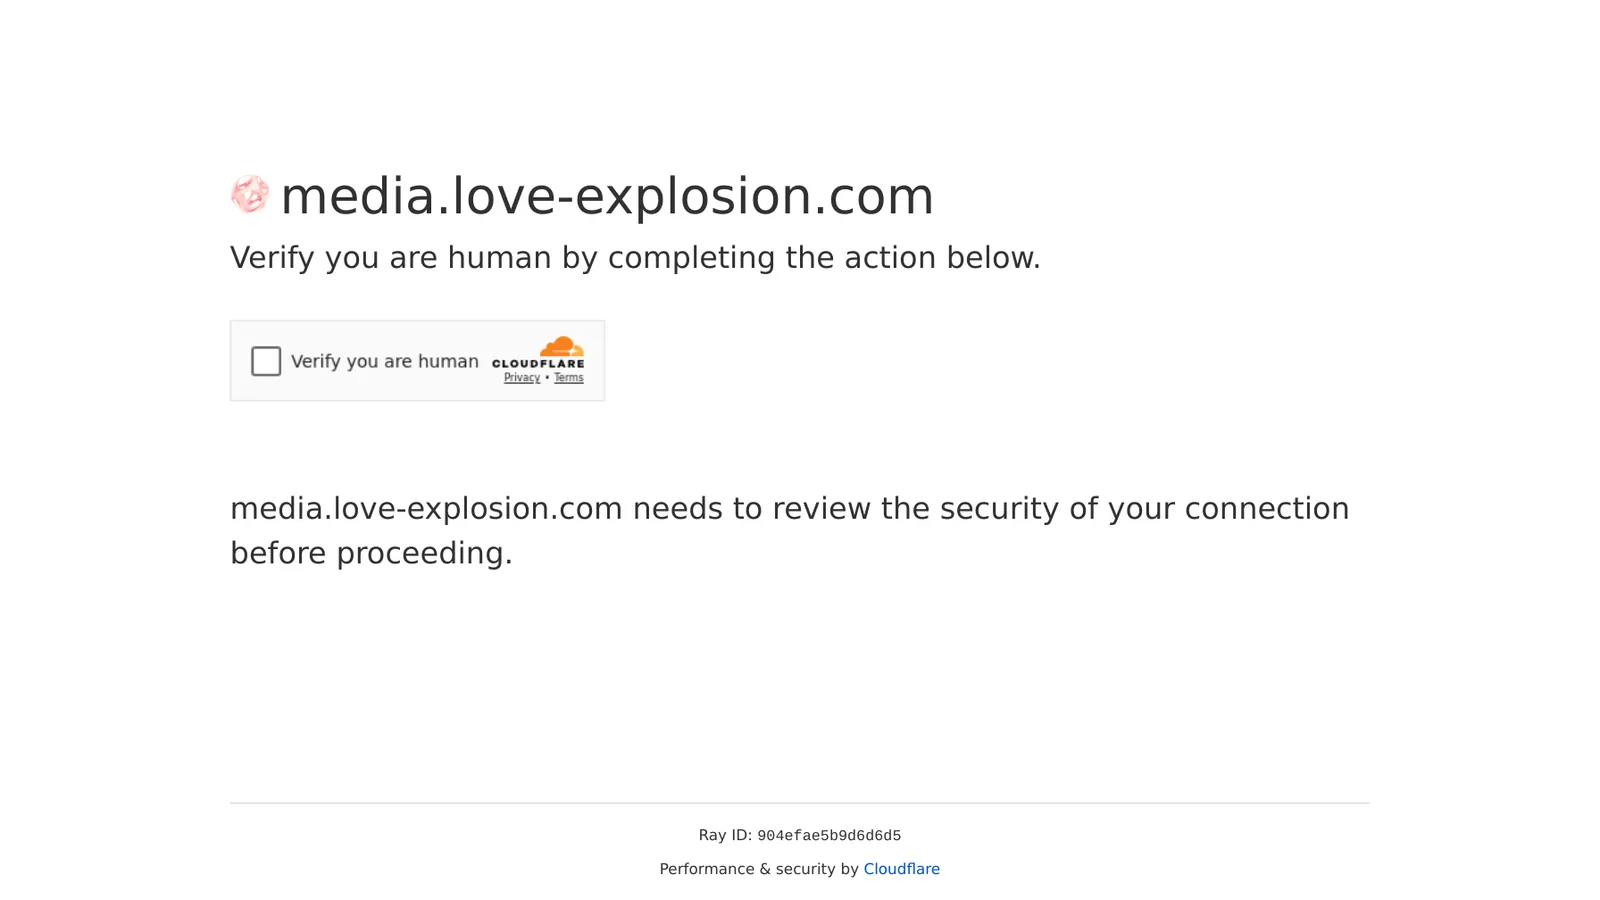 media.love-explosion.com
Verify you are human by completing the action below.
Verify you are human
CLOUDFLARE
Privacy • Terms
media.love-explosion.com needs to review the security of your connection
before proceeding.
Ray ID: 904efae5b9d6d6d5
Performance & security by Cloudflare